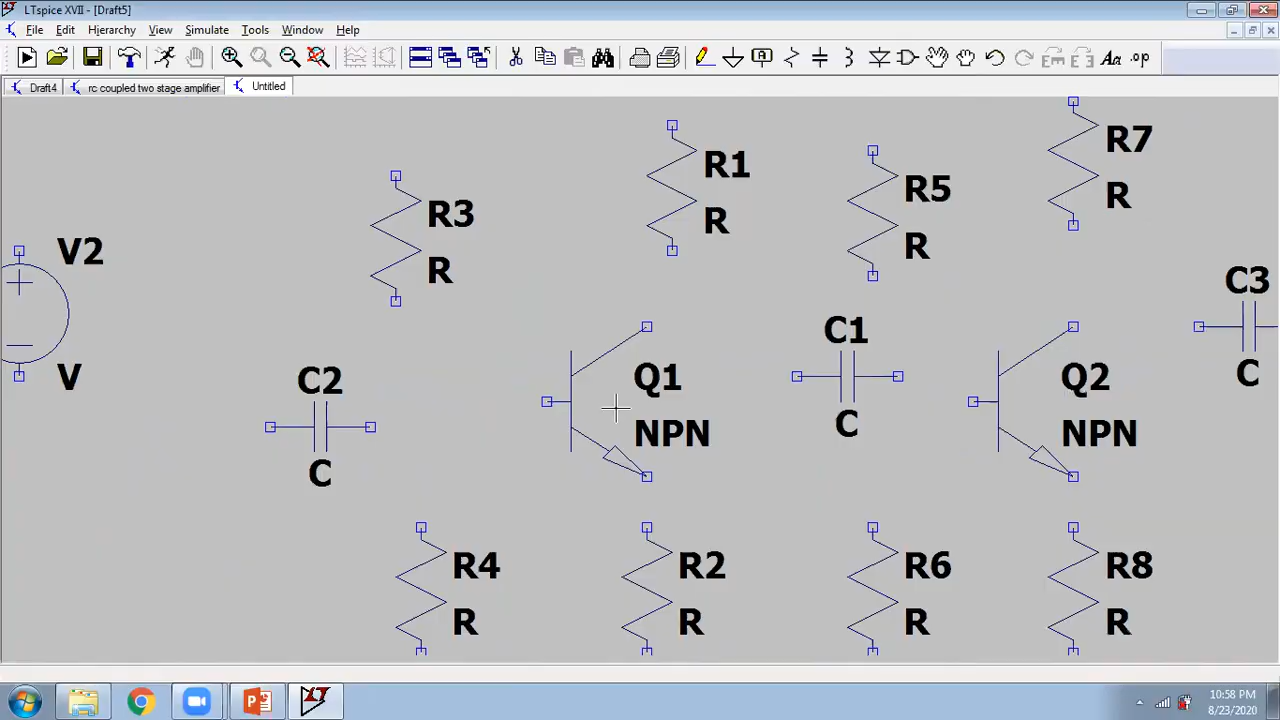 LTspice XVII - [Draft5]
File Edit Hierarchy View Simulate Tools Window Help
Aa .op
Draft4 rc coupled two stage amplifier Untitled
R7
R
R1
R
R5
R
R3
R
V2
V
C3
C
C1
C
C2
C
Q1
NPN
Q2
NPN
R4
R
R2
R
R6
R
R8
R
10:58 PM
8/23/2020